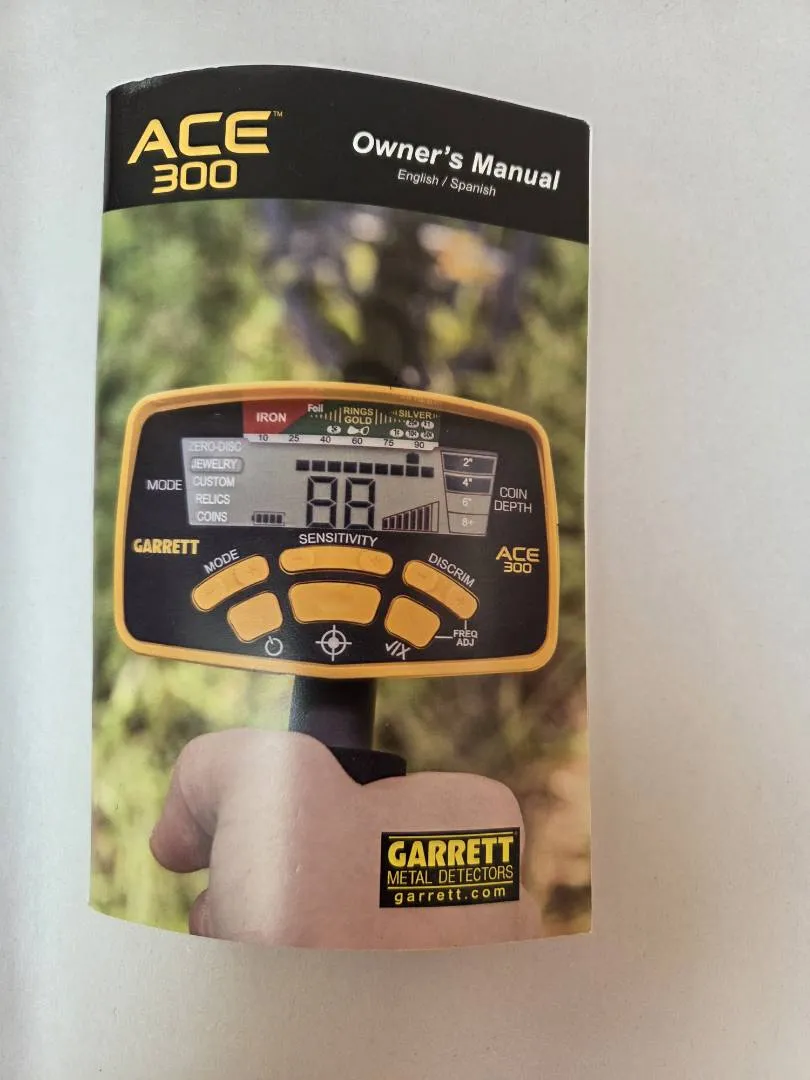 ACE™
300
Owner's Manual
English / Spanish
IRON
Foil
RINGS
GOLD
SILVER
10 25 40 60 75 90
MODE
ZERO-DISC
JEWELRY
CUSTOM
RELICS
COINS
88
2"
4"
6"
8+
COIN
DEPTH
GARRETT
ACE
300
MODE
SENSITIVITY
DISCRIM
FREQ
ADJ
GARRETT
METAL DETECTORS
garrett.com